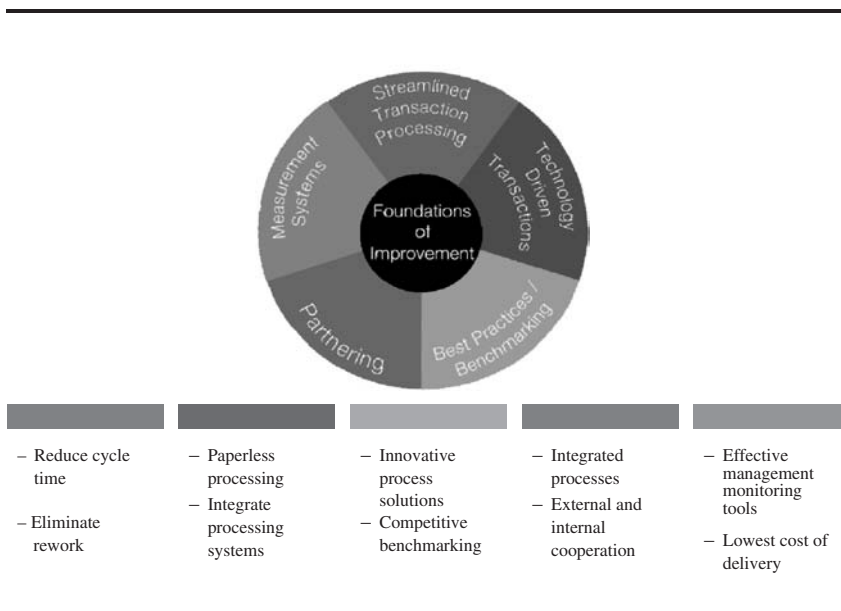 Streamlined
Transaction
Processing
Technology
Driven
Transactions
Best Practices /
Benchmarking
Partnering
Measurement
Systems
Foundations
of
Improvement
– Reduce cycle
time
– Eliminate
rework
– Paperless
processing
– Integrate
processing
systems
– Innovative
process
solutions
– Competitive
benchmarking
– Integrated
processes
– External and
internal
cooperation
– Effective
management
monitoring
tools
– Lowest cost of
delivery